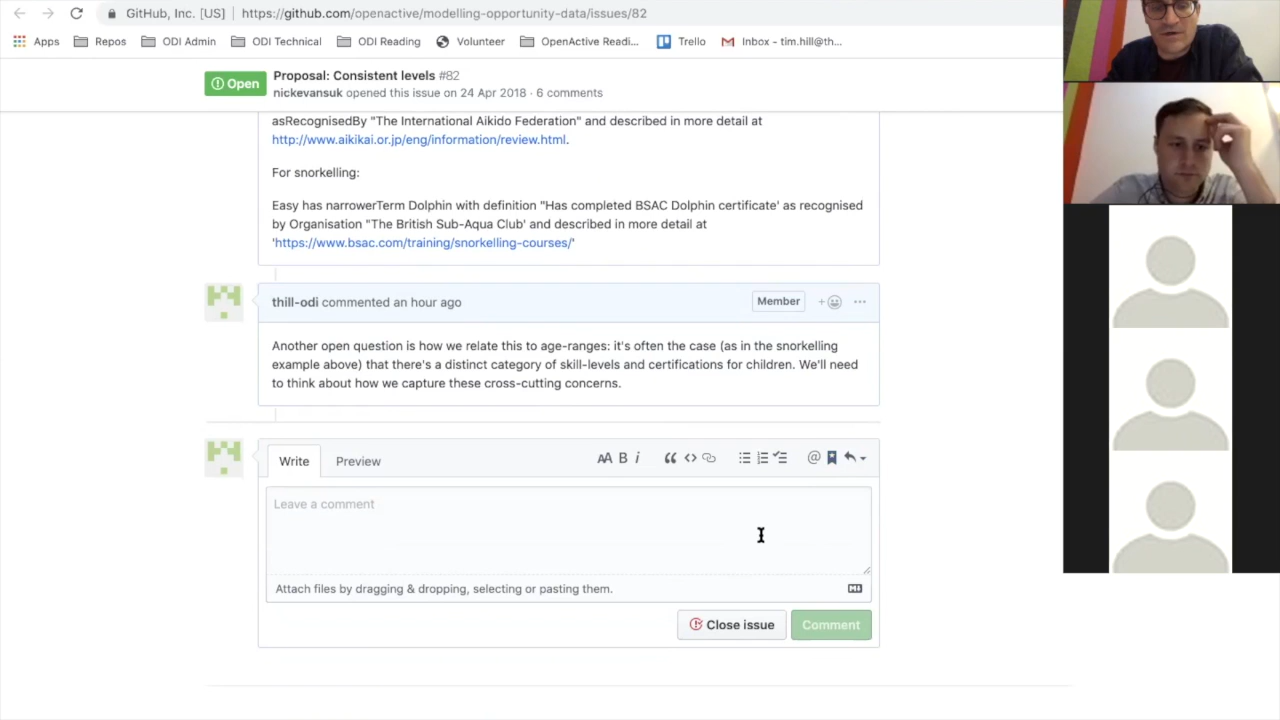 GitHub, Inc. [US] https://github.com/openactive/modelling-opportunity-data/issues/82
Apps Repos ODI Admin ODI Technical ODI Reading Volunteer OpenActive Readi... Trello Inbox - tim.hill@th...
Open Proposal: Consistent levels #82
nickevansuk opened this issue on 24 Apr 2018 · 6 comments
asRecognisedBy "The International Aikido Federation" and described in more detail at
http://www.aikikai.or.jp/eng/information/review.html.
For snorkelling:
Easy has narrowerTerm Dolphin with definition "Has completed BSAC Dolphin certificate' as recognised
by Organisation "The British Sub-Aqua Club' and described in more detail at
'https://www.bsac.com/training/snorkelling-courses/'
thill-odi commented an hour ago Member
Another open question is how we relate this to age-ranges: it's often the case (as in the snorkelling
example above) that there's a distinct category of skill-levels and certifications for children. We'll need
to think about how we capture these cross-cutting concerns.
Write Preview AA B i
Leave a comment
Attach files by dragging & dropping, selecting or pasting them.
Close issue Comment